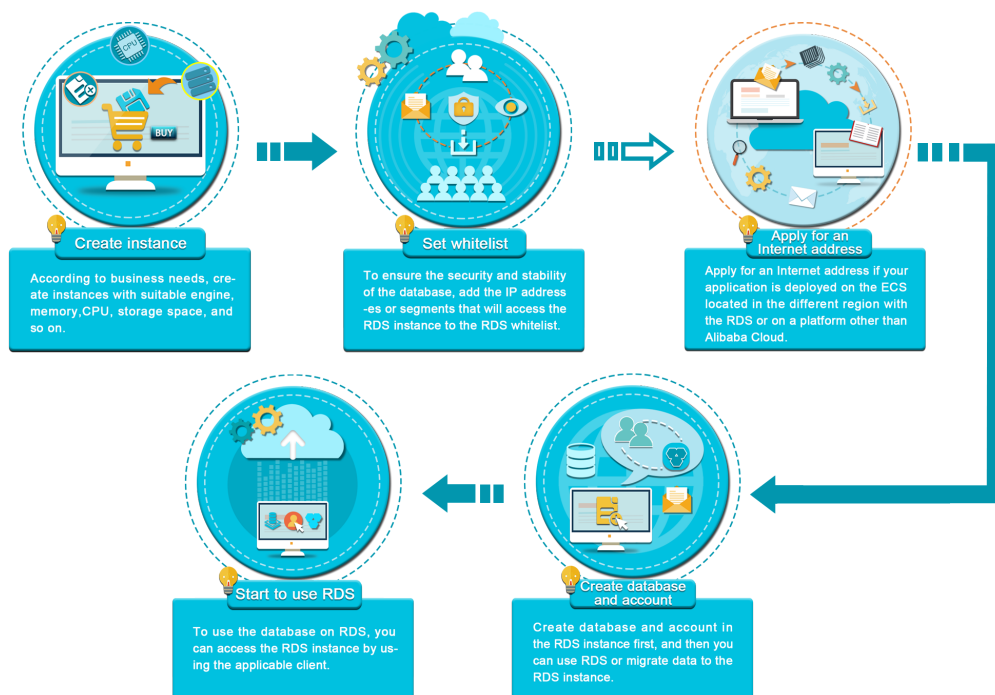 CPU
BUY
Create instance
According to business needs, cre-
ate instances with suitable engine,
memory,CPU, storage space, and
so on.
Set whitelist
To ensure the security and stability
of the database, add the IP address
-es or segments that will access the
RDS instance to the RDS whitelist.
Apply for an
Internet address
Apply for an Internet address if your
application is deployed on the ECS
located in the different region with
the RDS or on a platform other than
Alibaba Cloud.
Create database
and account
Create database and account in
the RDS instance first, and then you
can use RDS or migrate data to the
RDS instance.
Start to use RDS
To use the database on RDS, you
can access the RDS instance by us-
ing the applicable client.